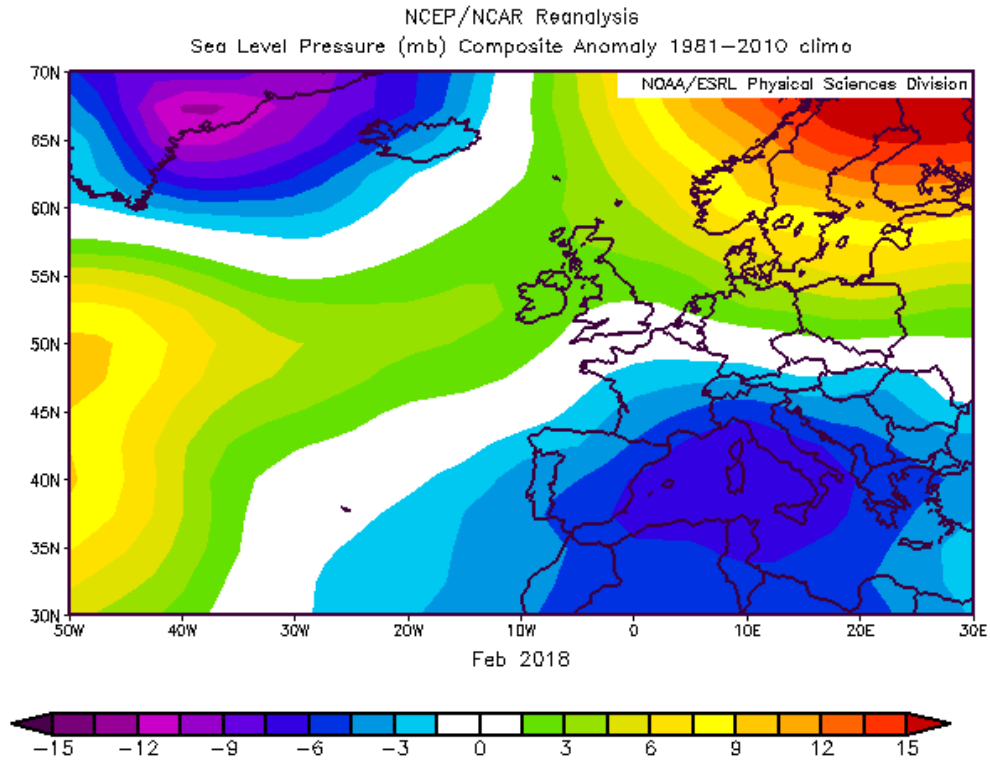 NCEP/NCAR Reanalysis
Sea Level Pressure (mb) Composite Anomaly 1981-2010 climo
NOAA/ESRL Physical Sciences Division
70N
65N
60N
55N
50N
45N
40N
35N
30N
50W 40W 30W 20W 10W 0 10E 20E 30E
Feb 2018
-15 -12 -9 -6 -3 0 3 6 9 12 15